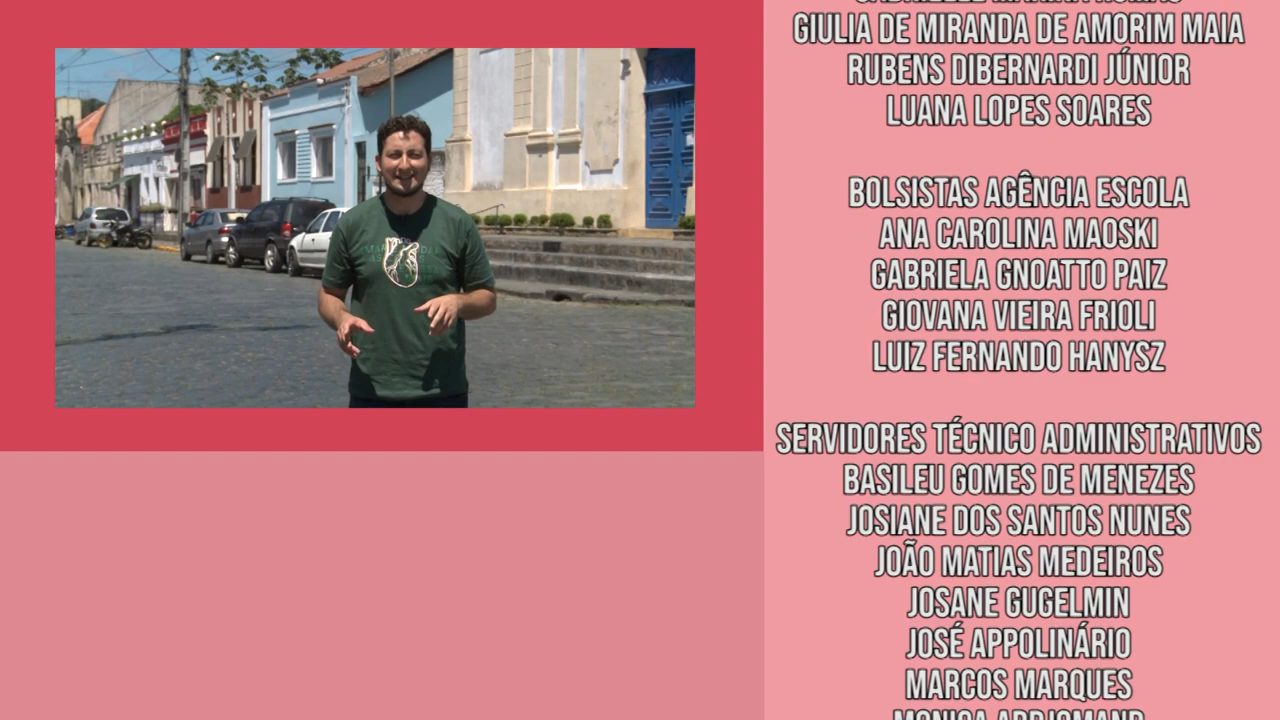 GIULIA DE MIRANDA DE AMORIM MAIA
RUBENS DIBERNARDI JÚNIOR
LUANA LOPES SOARES
BOLSISTAS AGÊNCIA ESCOLA
ANA CAROLINA MAOSKI
GABRIELA GNOATTO PAIZ
GIOVANA VIEIRA FRIOLI
LUIZ FERNANDO HANYSZ
SERVIDORES TÉCNICO ADMINISTRATIVOS
BASILEU GOMES DE MENEZES
JOSIANE DOS SANTOS NUNES
JOÃO MATIAS MEDEIROS
JOSANE GUGELMIN
JOSÉ APPOLINÁRIO
MARCOS MARQUES